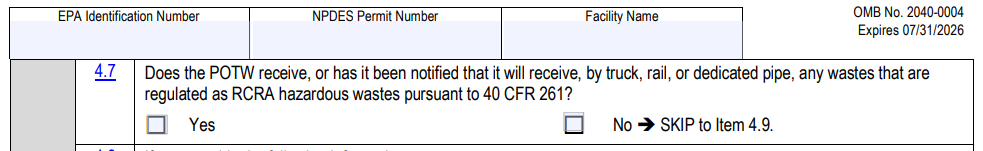 EPA Identification Number NPDES Permit Number Facility Name OMB No. 2040-0004
Expires 07/31/2026
4.7 Does the POTW receive, or has it been notified that it will receive, by truck, rail, or dedicated pipe, any wastes that are
regulated as RCRA hazardous wastes pursuant to 40 CFR 261?
Yes No ➔ SKIP to Item 4.9.